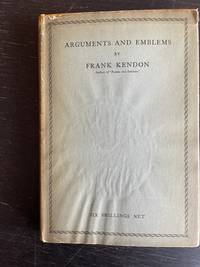 ARGUMENTS AND EMBLEMS
BY
FRANK KENDON
Author of "Poems and Sonnets"
SIX SHILLINGS NET